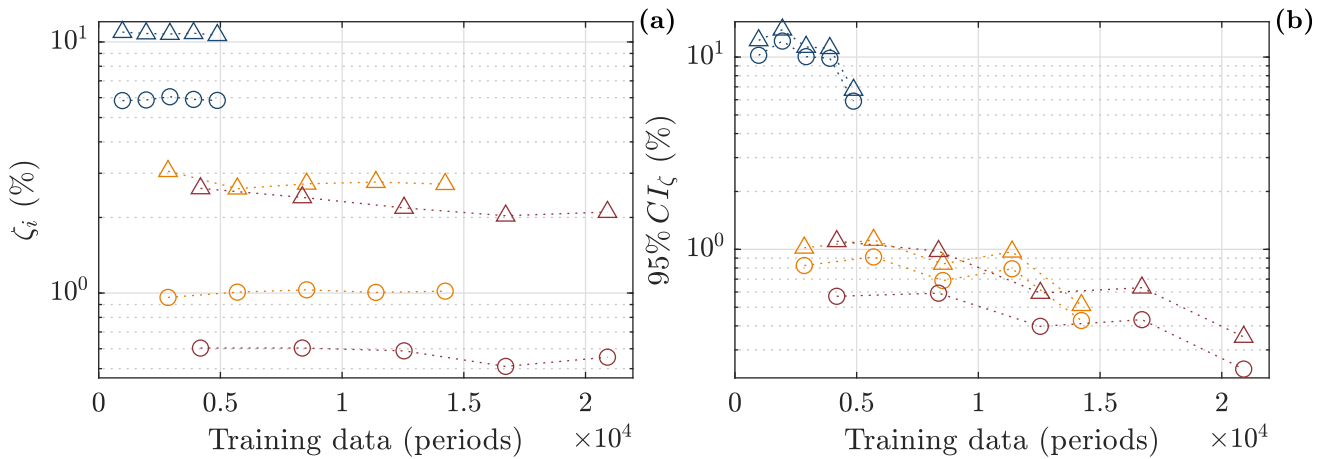 (a)
10¹
10⁰
ζᵢ (%)
0
0.5
1
1.5
2
×10⁴
Training data (periods)
(b)
10¹
10⁰
95% CI_ζ (%)
0
0.5
1
1.5
2
×10⁴
Training data (periods)